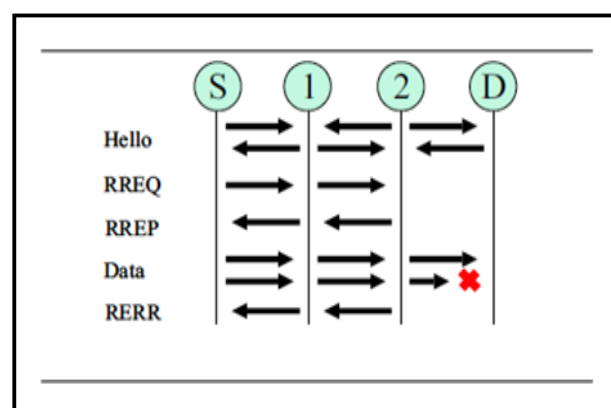 S 1 2 D
Hello
RREQ
RREP
Data
RERR